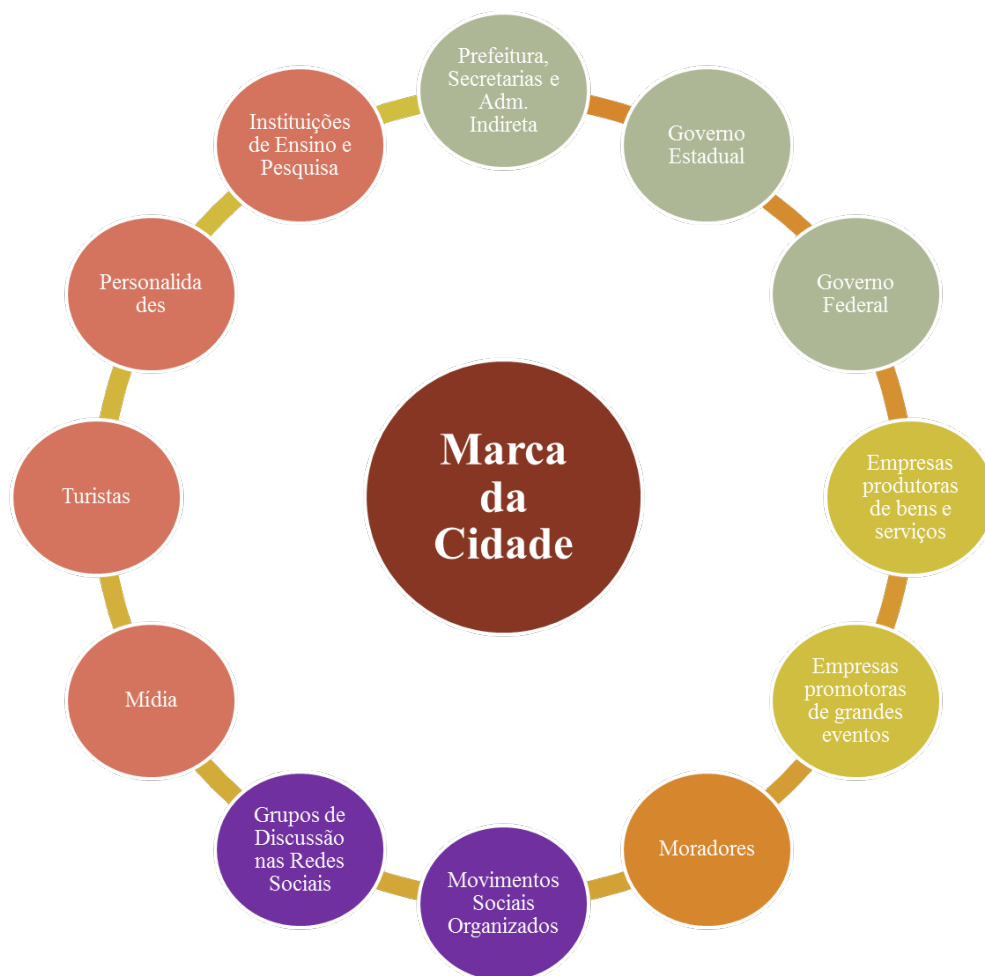 Prefeitura,
Secretarias e
Adm.
Indireta
Governo
Estadual
Governo
Federal
Empresas
produtoras
de bens e
serviços
Empresas
promotoras
de grandes
eventos
Moradores
Movimentos
Sociais
Organizados
Grupos de
Discussão
nas Redes
Sociais
Mídia
Turistas
Personalida
des
Instituições
de Ensino e
Pesquisa
Marca
da
Cidade